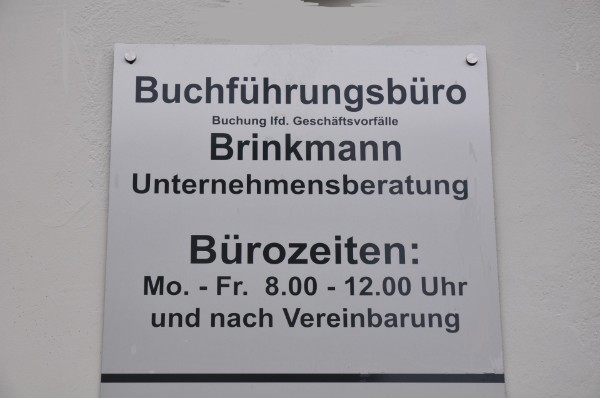 Buchführungsbüro
Buchung lfd. Geschäftsvorfälle
Brinkmann
Unternehmensberatung
Bürozeiten:
Mo. - Fr. 8.00 - 12.00 Uhr
und nach Vereinbarung